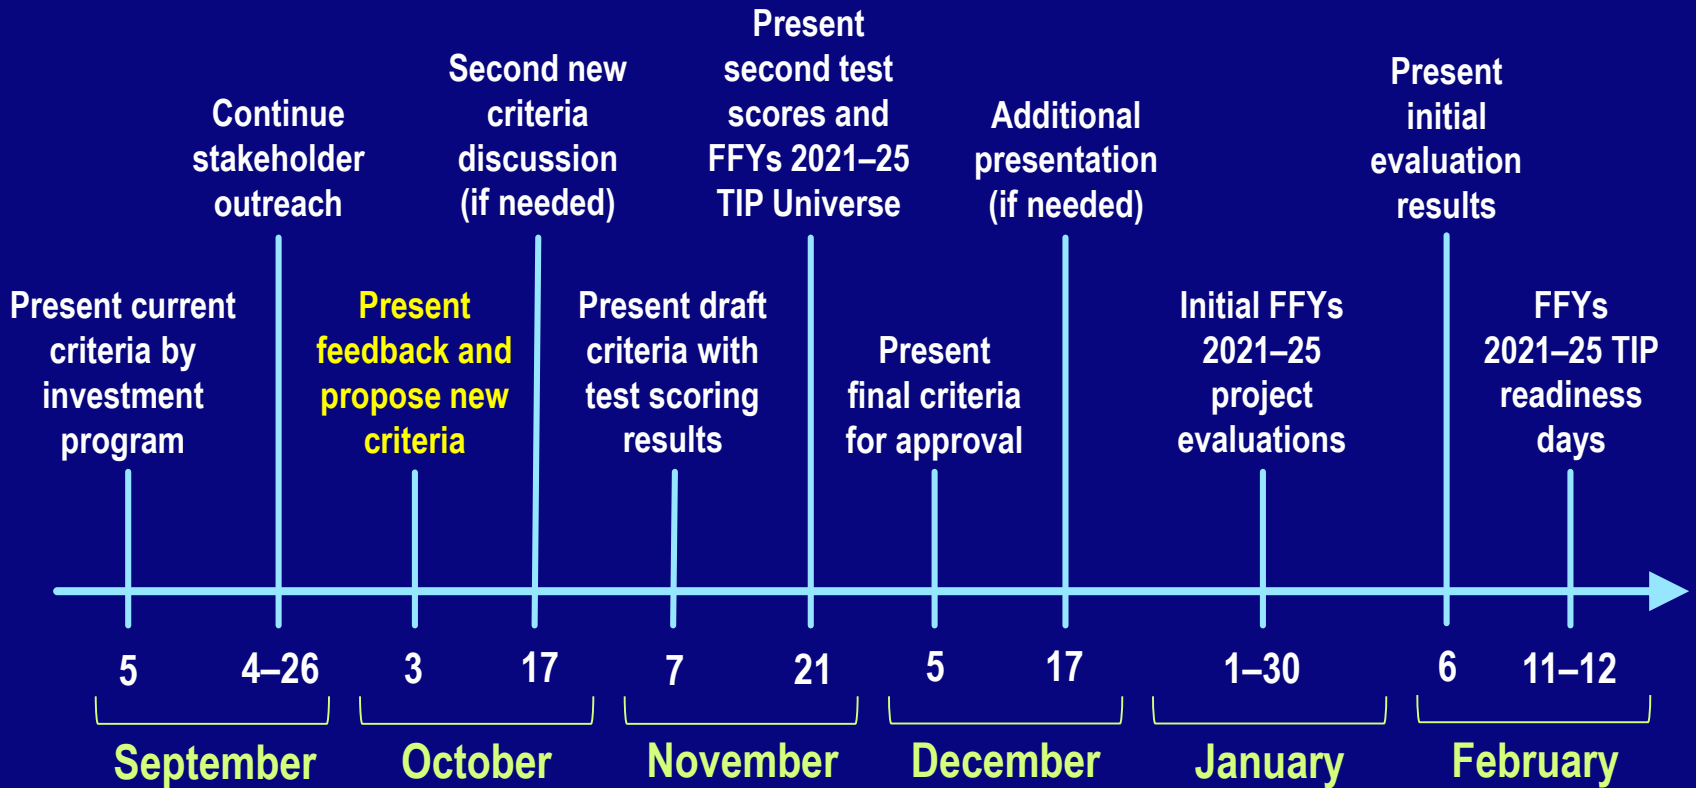 Present
second test
scores and
FFYs 2021–25
TIP Universe
Second new
criteria
discussion
(if needed)
Present
initial
evaluation
results
Continue
stakeholder
outreach
Additional
presentation
(if needed)
Present current
criteria by
investment
program
Present
feedback and
propose new
criteria
Present draft
criteria with
test scoring
results
Present
final criteria
for approval
Initial FFYs
2021–25
project
evaluations
FFYs
2021–25 TIP
readiness
days
5
4–26
3
17
7
21
5
17
1–30
6
11–12
September
October
November
December
January
February